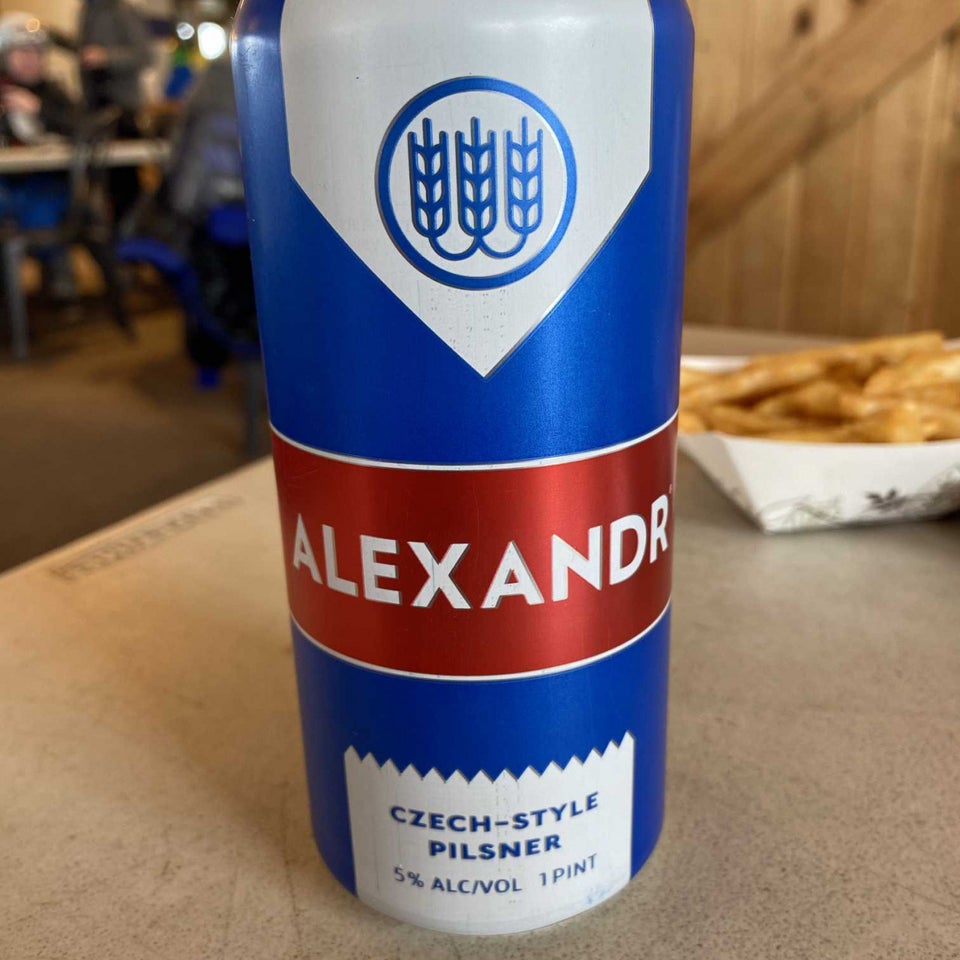 ALEXANDR
CZECH-STYLE
PILSNER
5% ALC/VOL 1 PINT